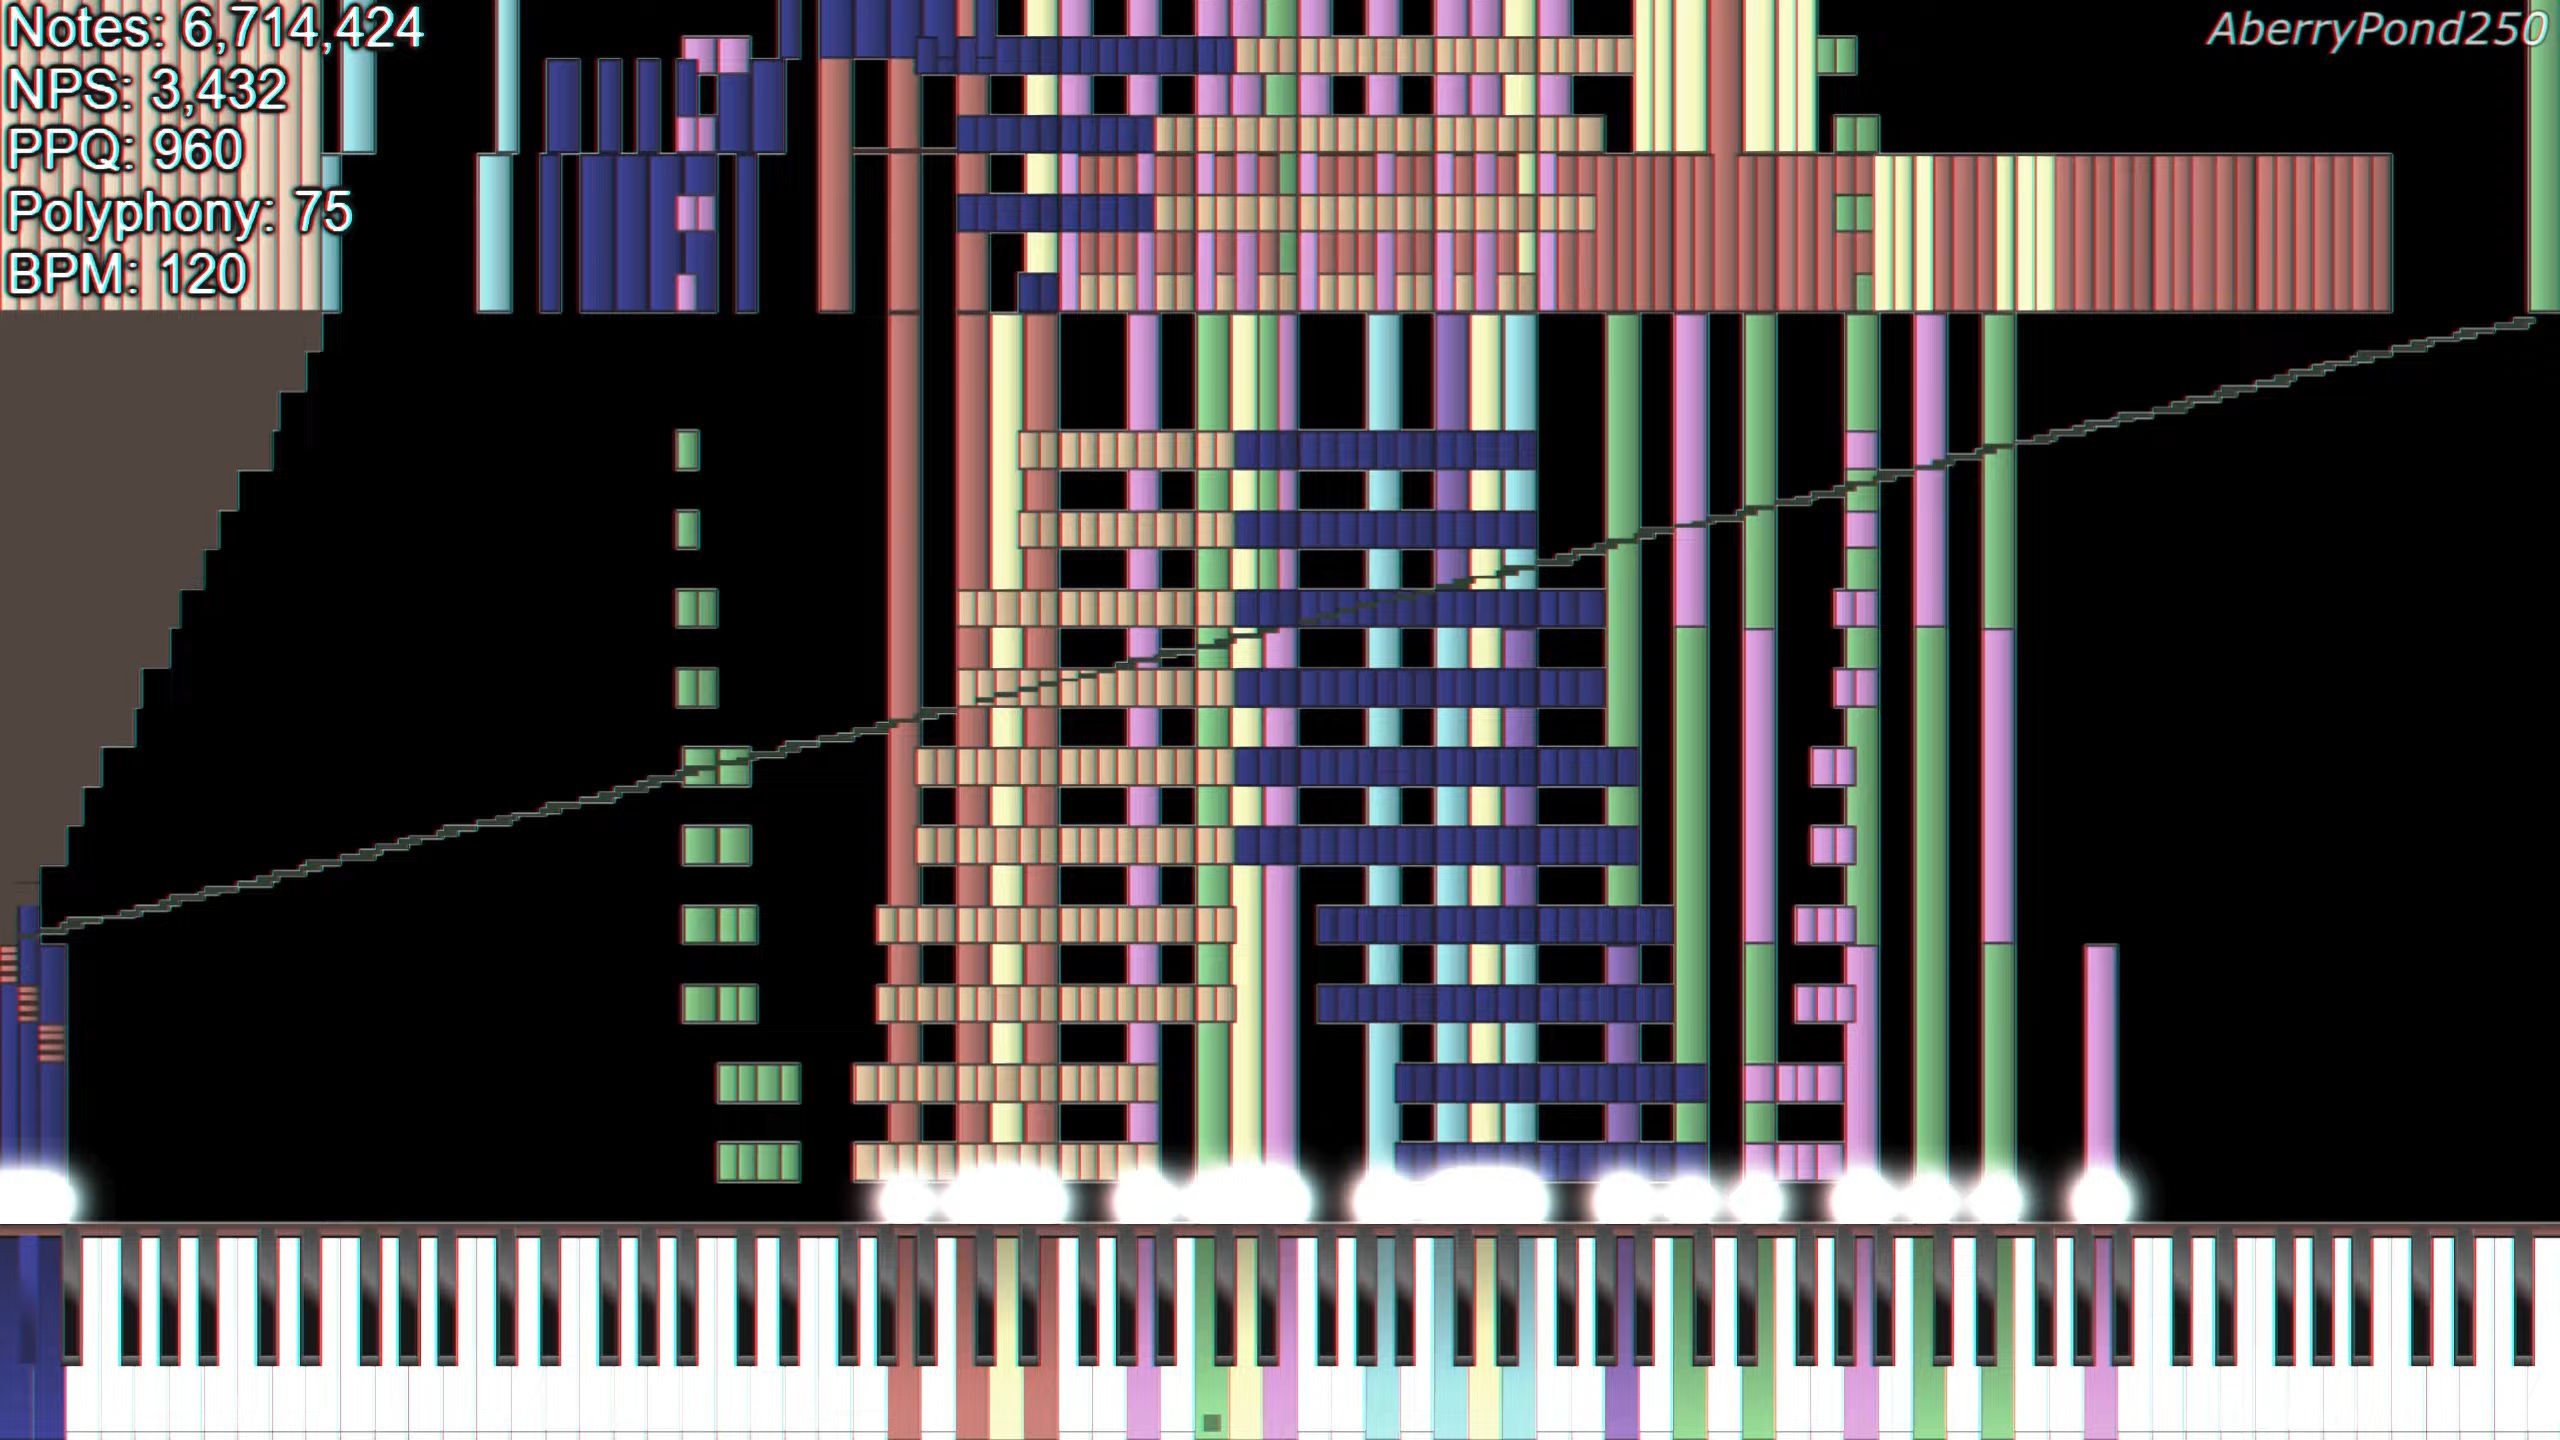 Notes: 6,714,424
AberryPond250
NPS: 3,432
PPQ: 960
Polyphony: 75
BPM: 120